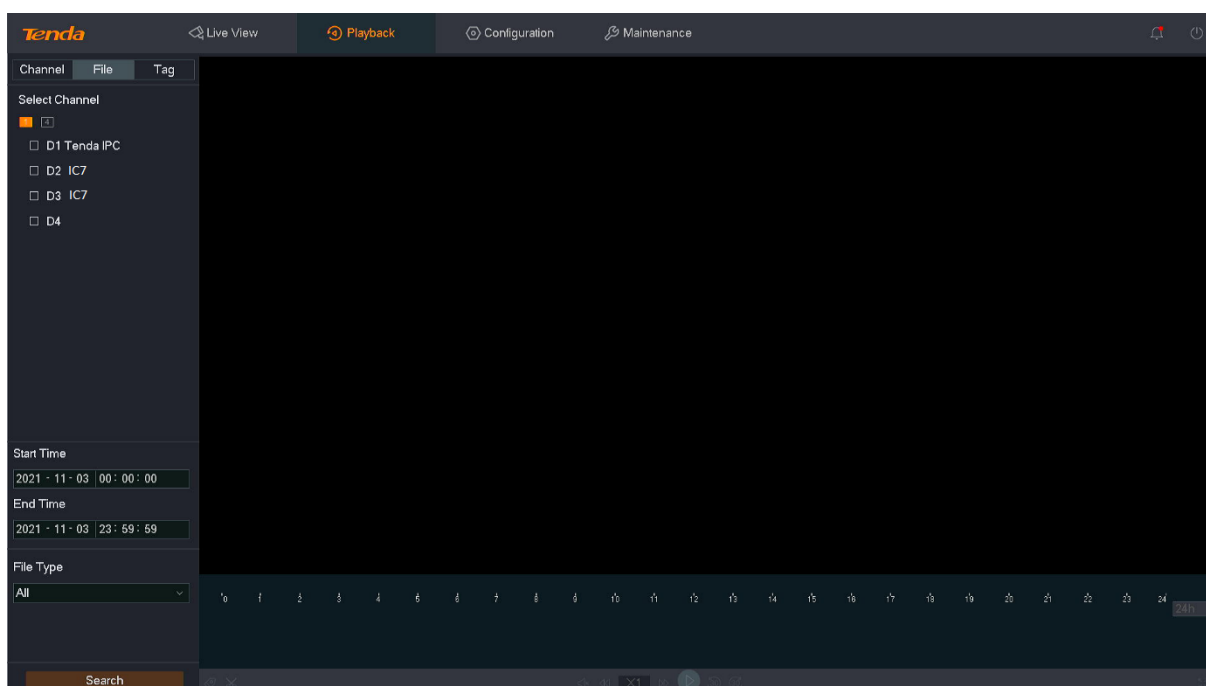 Tenda Live View Playback Configuration Maintenance
Channel File Tag
Select Channel
1 4
D1 Tenda IPC
D2 IC7
D3 IC7
D4
Start Time
2021 - 11 - 03 00 : 00 : 00
End Time
2021 - 11 - 03 23 : 59 : 59
File Type
All
0 1 2 3 4 5 6 7 8 9 10 11 12 13 14 15 16 17 18 19 20 21 22 23 24
24h
Search
X1